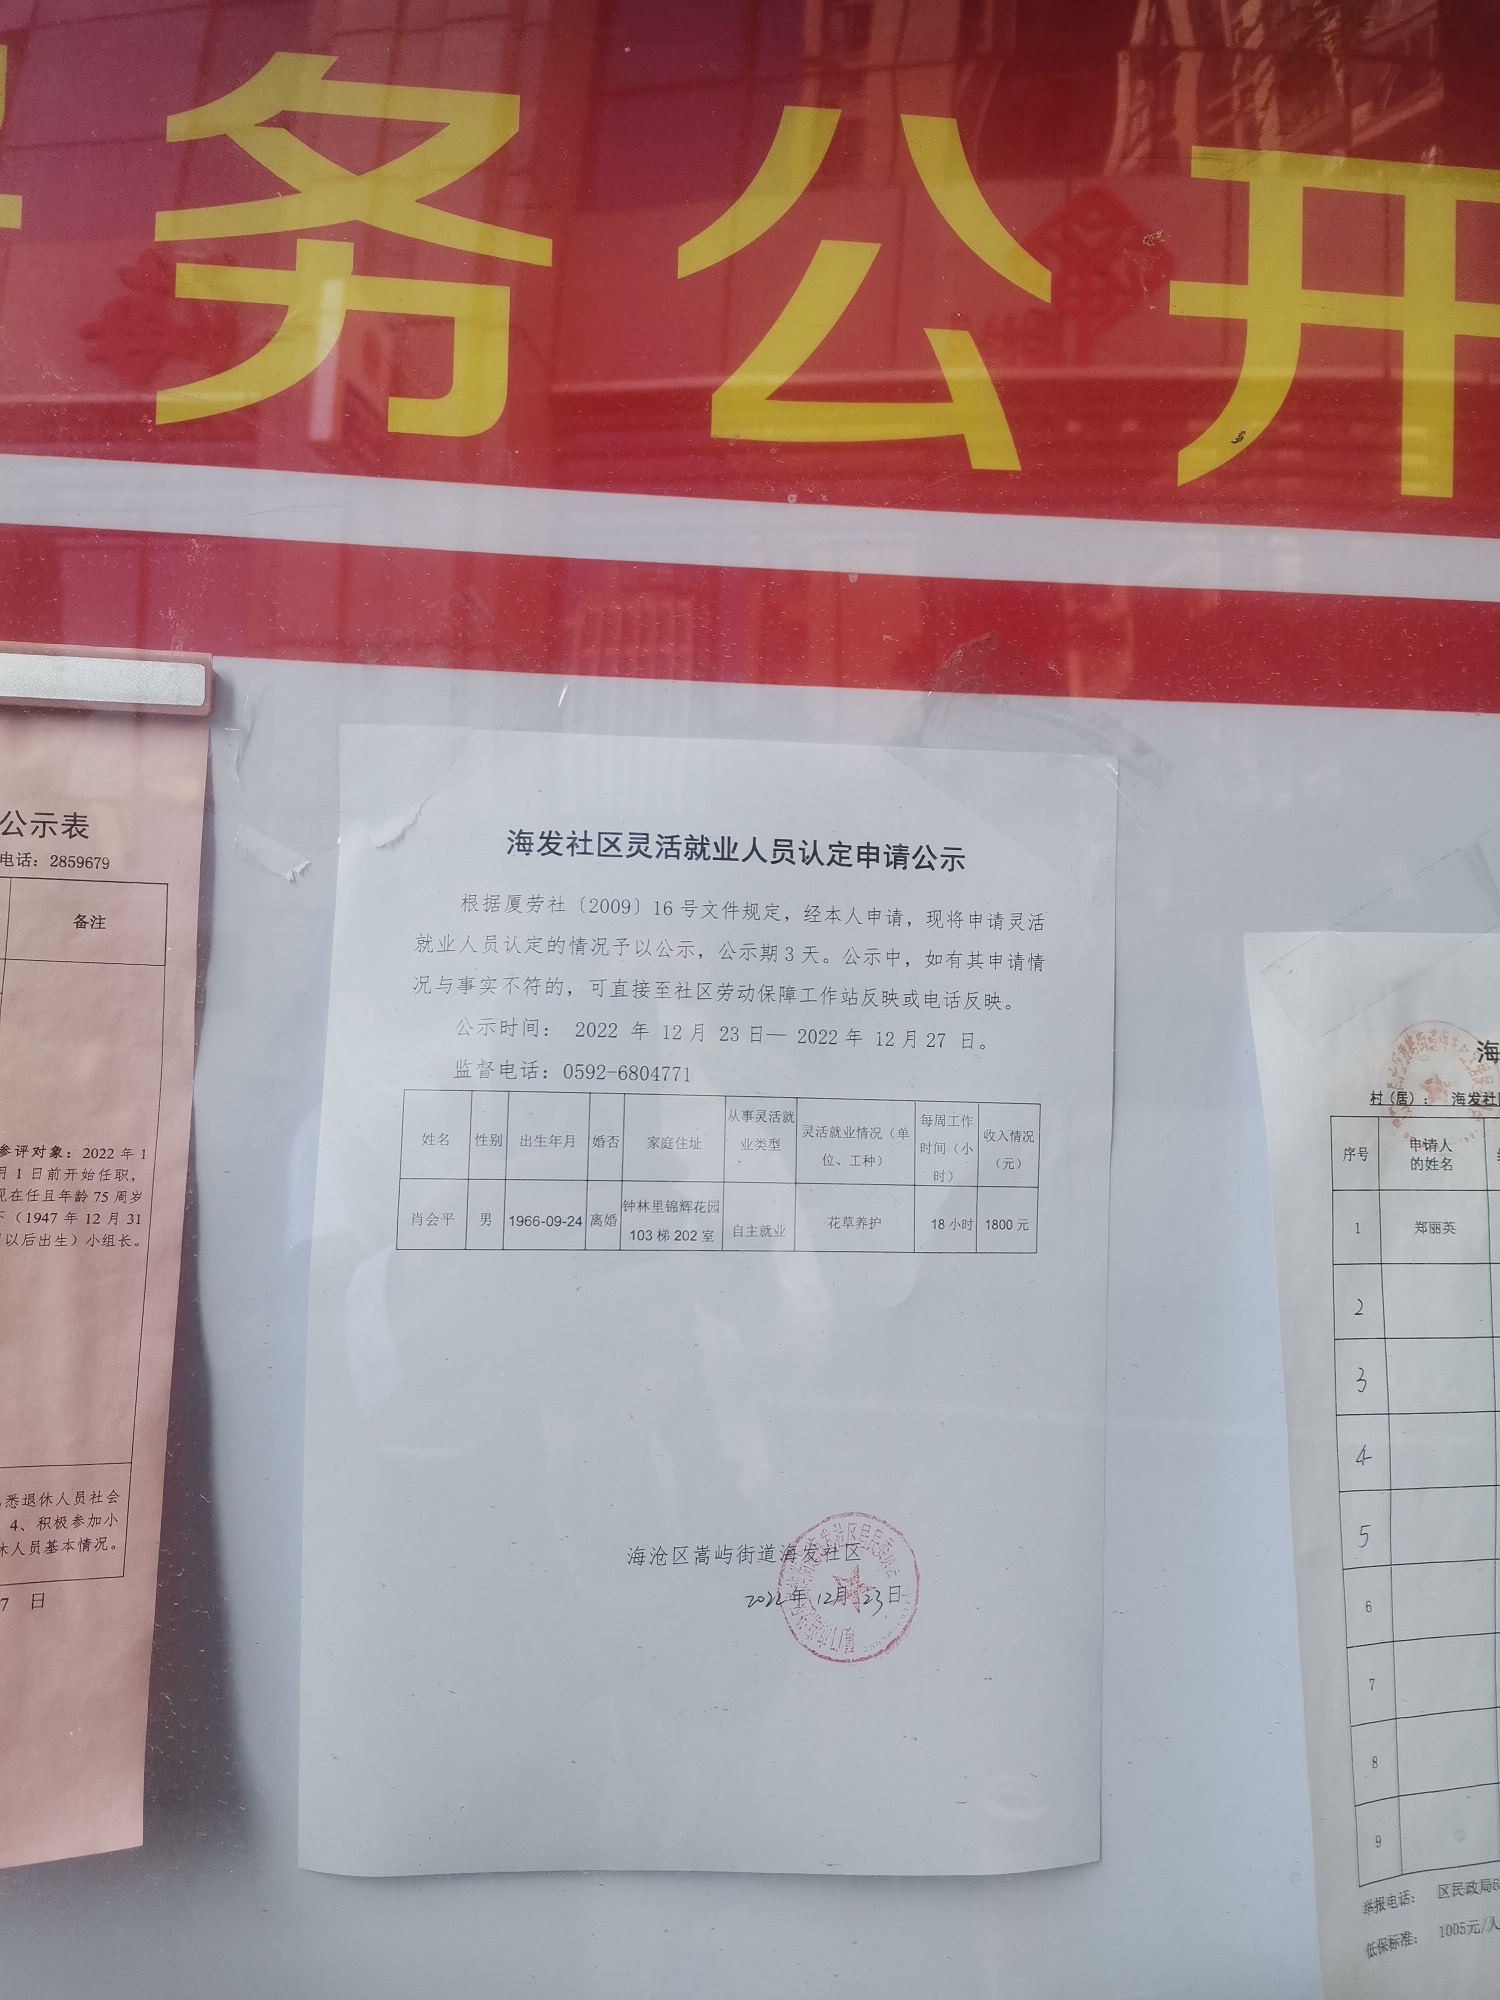 务公开
公示表
电话：2859679
备注
参评对象：2022 年 1
月 1 日前开始任职，
现在任且年龄 75 周岁
下（1947 年 12 月 31
以后出生）小组长。
悉退休人员社会
4、积极参加小
休人员基本情况。
7 日
海发社区灵活就业人员认定申请公示
根据厦劳社〔2009〕16 号文件规定，经本人申请，现将申请灵活
就业人员认定的情况予以公示，公示期 3 天。公示中，如有其申请情
况与事实不符的，可直接至社区劳动保障工作站反映或电话反映。
公示时间： 2022 年 12 月 23 日— 2022 年 12 月 27 日。
监督电话：0592-6804771
姓名 性别 出生年月 婚否 家庭住址 从事灵活就业类型 灵活就业情况（单位、工种） 每周工作时间（小时） 收入情况（元）
肖会平 男 1966-09-24 离婚 钟林里锦辉花园103 梯 202 室 自主就业 花草养护 18 小时 1800 元
海沧区嵩屿街道海发社区
2022年 12月 23日
海
村（居）： 海发社
序号 申请人的姓名
1 郑丽英
2
3
4
5
6
7
8
9
举报电话： 区民政局6
低保标准： 1005元/人